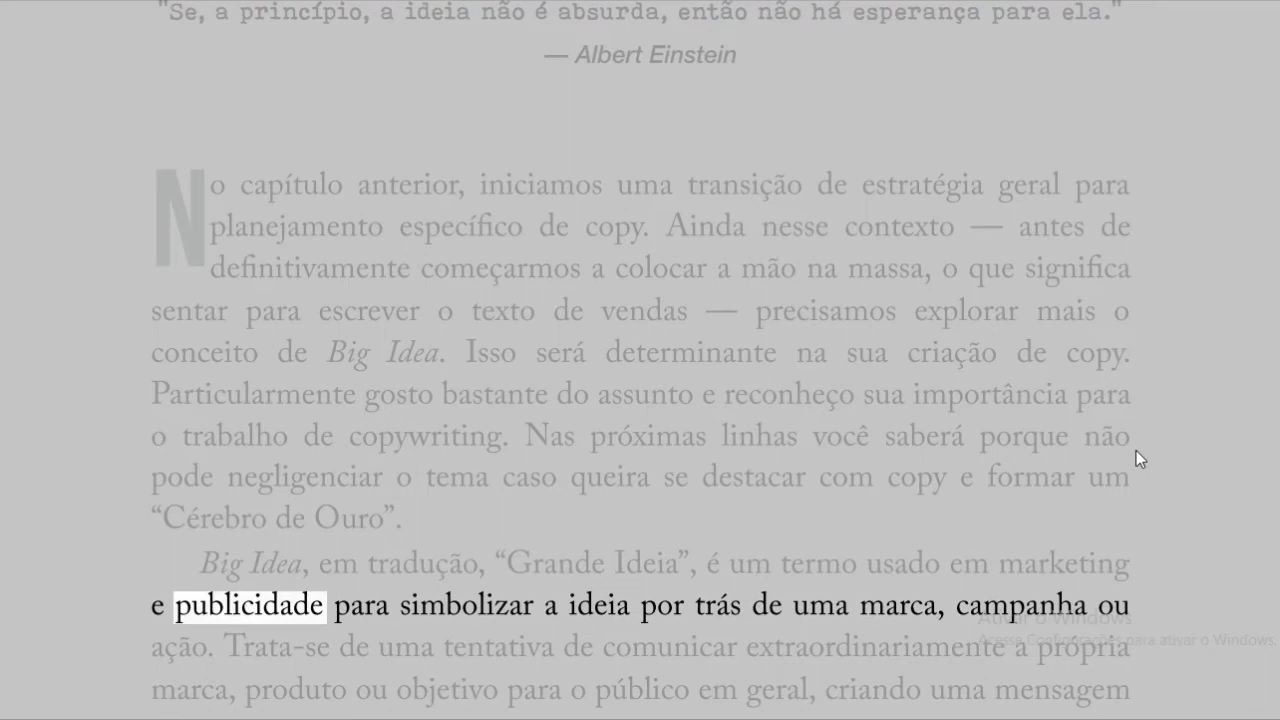 "Se, a princípio, a ideia não é absurda, então não há esperança para ela."
— Albert Einstein
No capítulo anterior, iniciamos uma transição de estratégia geral para
planejamento específico de copy. Ainda nesse contexto — antes de
definitivamente começarmos a colocar a mão na massa, o que significa
sentar para escrever o texto de vendas — precisamos explorar mais o
conceito de Big Idea. Isso será determinante na sua criação de copy.
Particularmente gosto bastante do assunto e reconheço sua importância para
o trabalho de copywriting. Nas próximas linhas você saberá porque não
pode negligenciar o tema caso queira se destacar com copy e formar um
“Cérebro de Ouro”.
Big Idea, em tradução, “Grande Ideia”, é um termo usado em marketing
e publicidade para simbolizar a ideia por trás de uma marca, campanha ou
Ativar o Windows
ação. Trata-se de uma tentativa de comunicar extraordinariamente a própria
Acesse Configurações para ativar o Windows.
marca, produto ou objetivo para o público em geral, criando uma mensagem